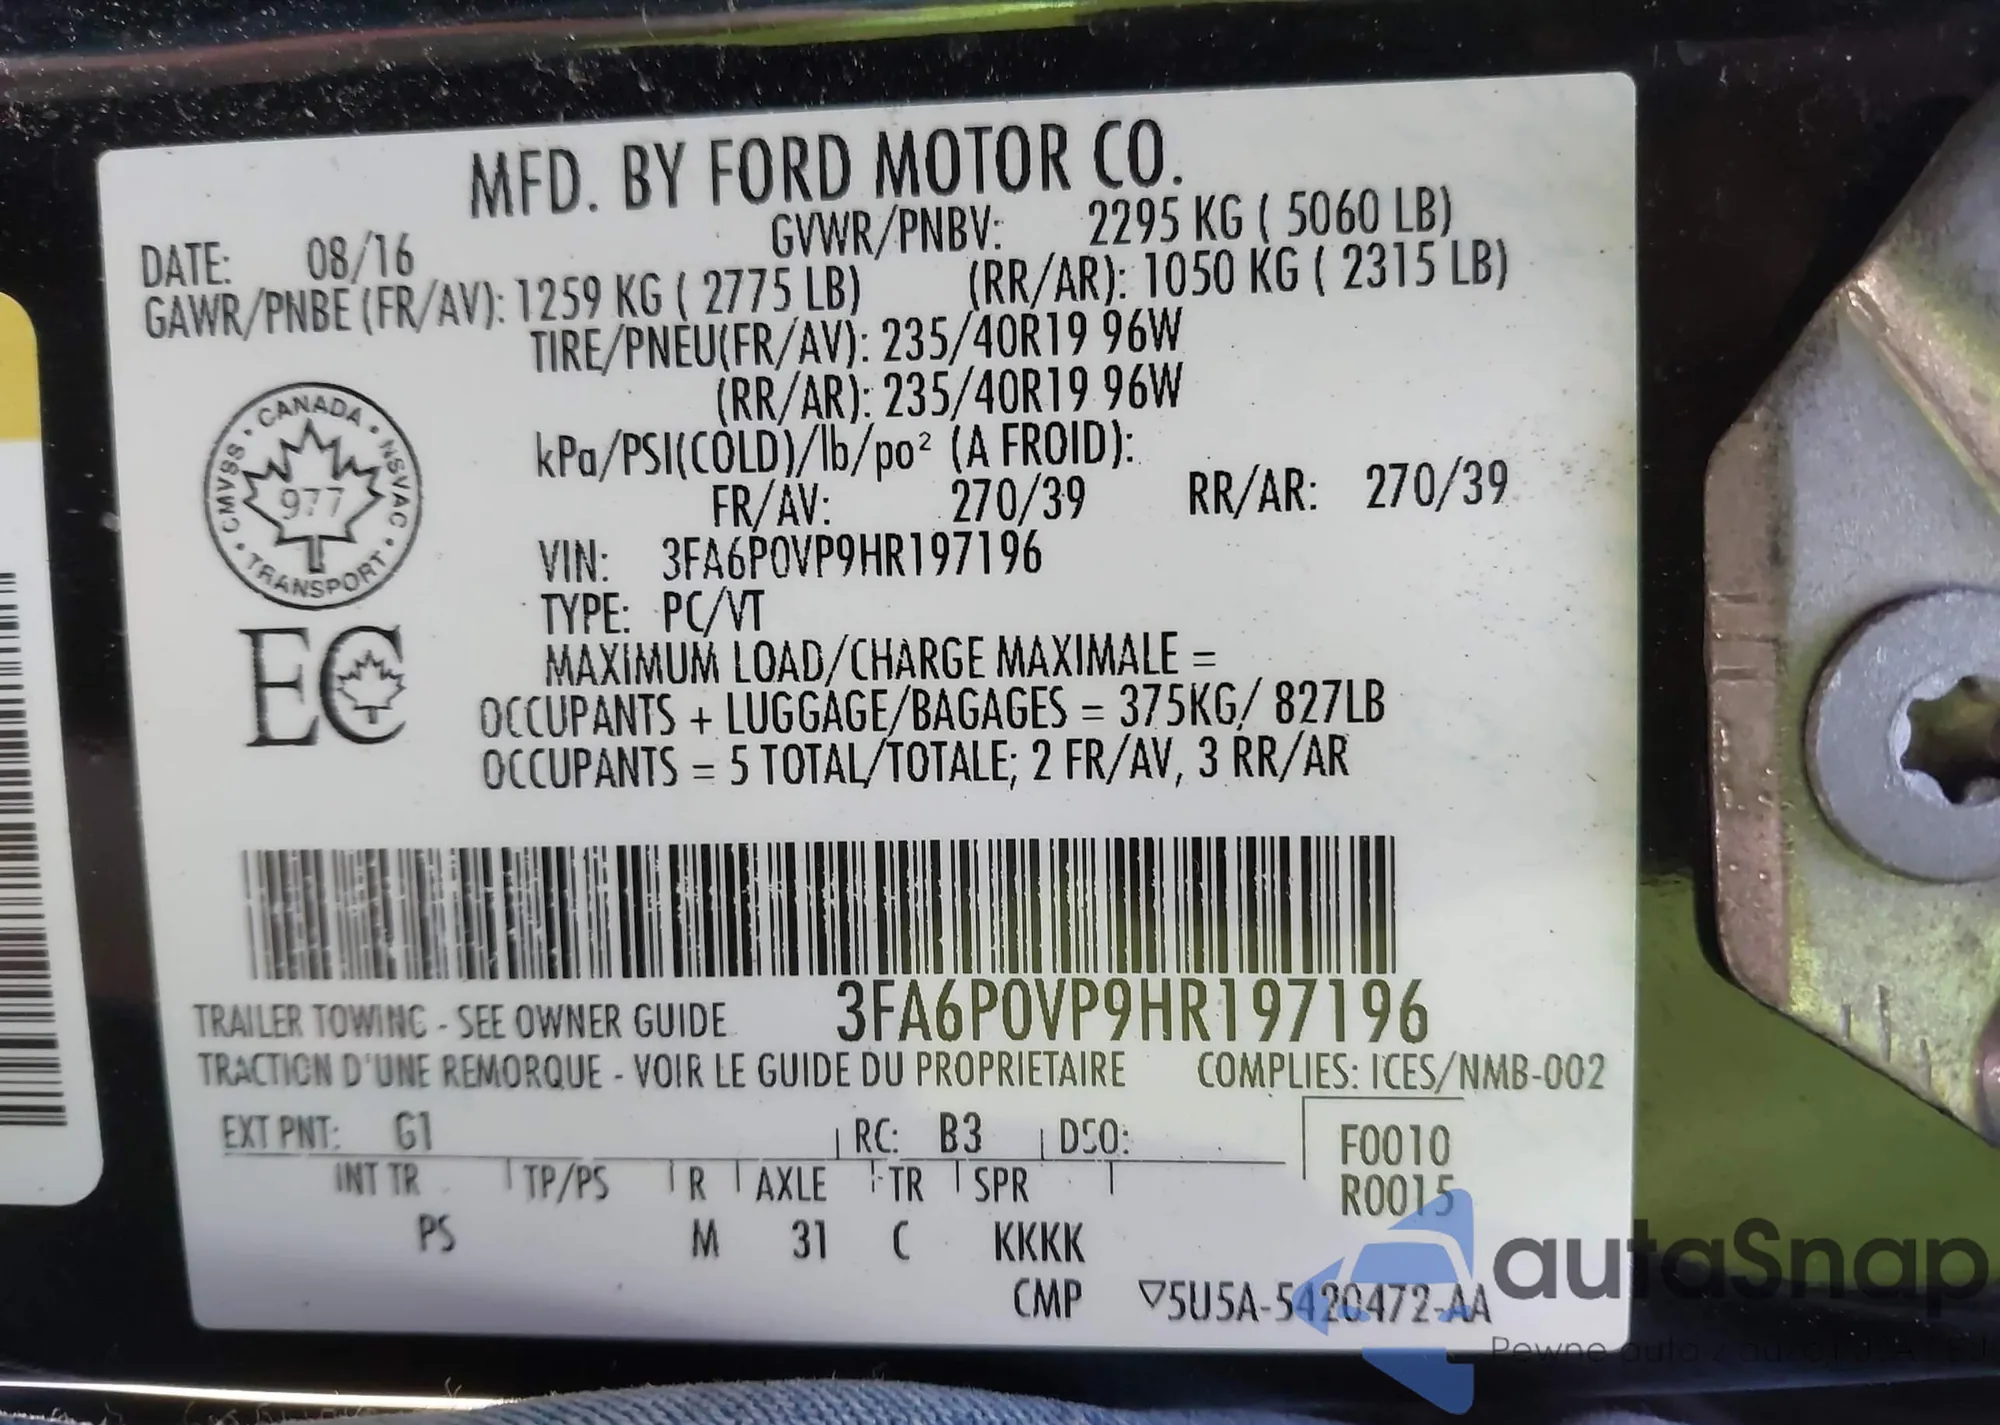 MFD. BY FORD MOTOR CO.
DATE: 08/16 GVWR/PNBV: 2295 KG ( 5060 LB)
GAWR/PNBE (FR/AV): 1259 KG ( 2775 LB) (RR/AR): 1050 KG ( 2315 LB)
TIRE/PNEU(FR/AV): 235/40R19 96W
(RR/AR): 235/40R19 96W
kPa/PSI(COLD)/lb/po² (A FROID):
FR/AV: 270/39 RR/AR: 270/39
CANADA • NSVAC • TRANSPORT • CMVSS •
977
VIN: 3FA6P0VP9HR197196
TYPE: PC/VT
EC
MAXIMUM LOAD/CHARGE MAXIMALE =
OCCUPANTS + LUGGAGE/BAGAGES = 375KG/ 827LB
OCCUPANTS = 5 TOTAL/TOTALE; 2 FR/AV, 3 RR/AR
3FA6P0VP9HR197196
TRAILER TOWING - SEE OWNER GUIDE
TRACTION D'UNE REMORQUE - VOIR LE GUIDE DU PROPRIETAIRE COMPLIES: ICES/NMB-002
EXT PNT: G1 RC: B3 DSO: F0010
INT TR TP/PS R AXLE TR SPR R0015
PS M 31 C KKKK
CMP ▽5U5A-5420472-AA
autaSnap
Pewne auta z